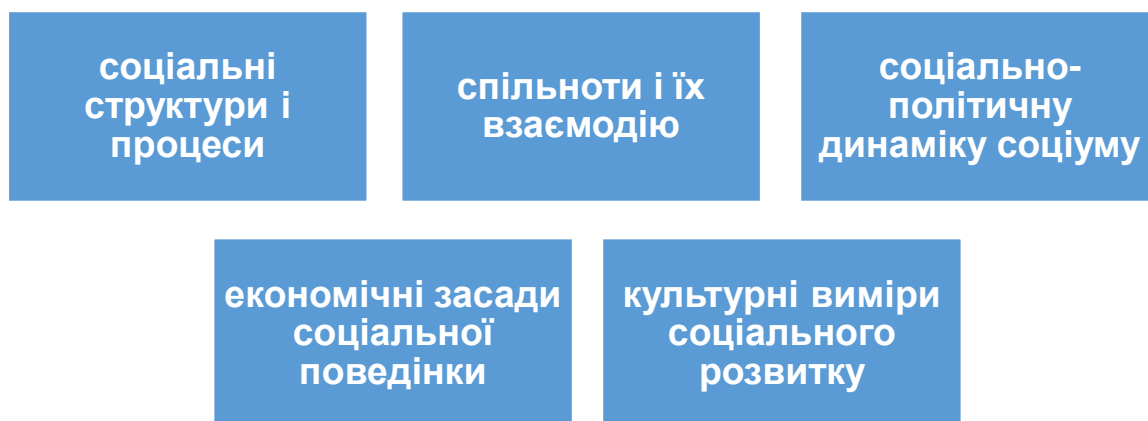 соціальні
структури і
процеси
спільноти і їх
взаємодію
соціально-
політичну
динаміку соціуму
економічні засади
соціальної
поведінки
культурні виміри
соціального
розвитку